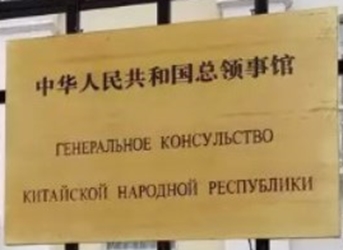 中华人民共和国总领事馆
ГЕНЕРАЛЬНОЕ КОНСУЛЬСТВО
КИТАЙСКОЙ НАРОДНОЙ РЕСПУБЛИКИ